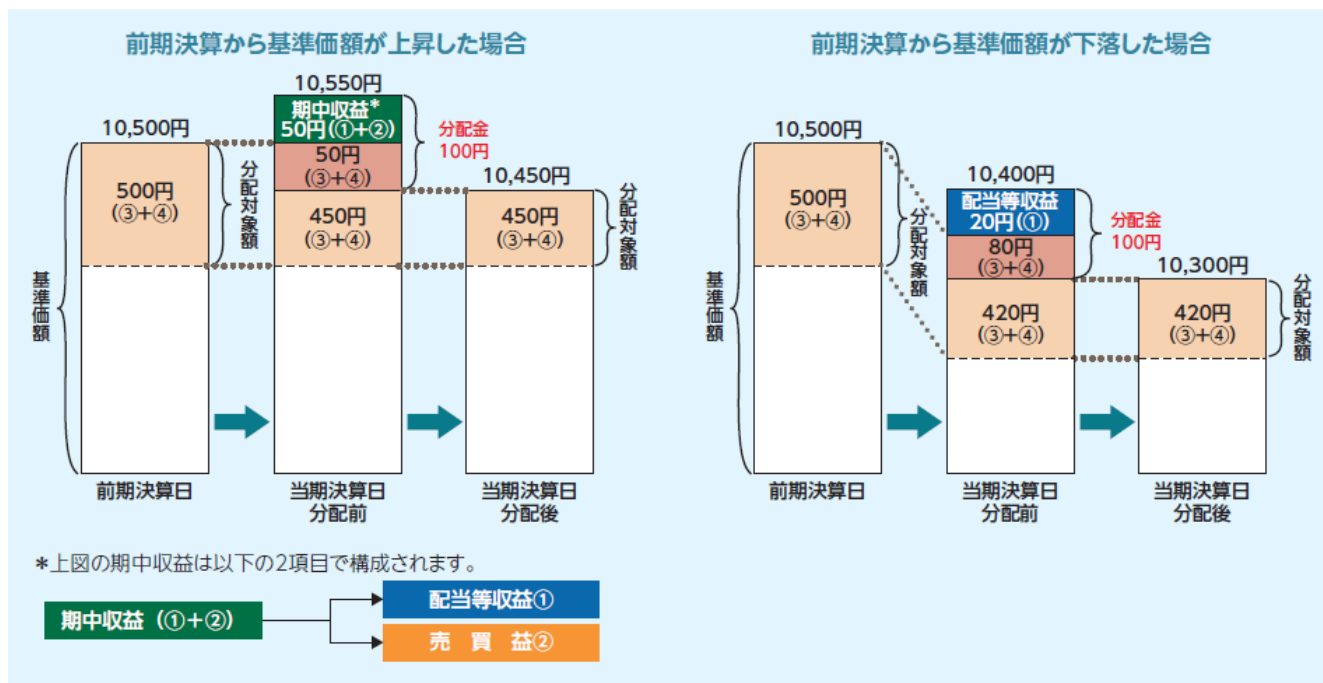 前期決算から基準価額が上昇した場合
10,500円
500円
(③+④)
分配対象額
基準価額
前期決算日
10,550円
期中収益*
50円(①+②)
50円
(③+④)
450円
(③+④)
分配金
100円
当期決算日
分配前
10,450円
450円
(③+④)
分配対象額
当期決算日
分配後
前期決算から基準価額が下落した場合
10,500円
500円
(③+④)
分配対象額
基準価額
前期決算日
10,400円
配当等収益
20円(①)
80円
(③+④)
420円
(③+④)
分配金
100円
当期決算日
分配前
10,300円
420円
(③+④)
分配対象額
当期決算日
分配後
*上図の期中収益は以下の2項目で構成されます。
期中収益(①+②)
配当等収益①
売 買 益②